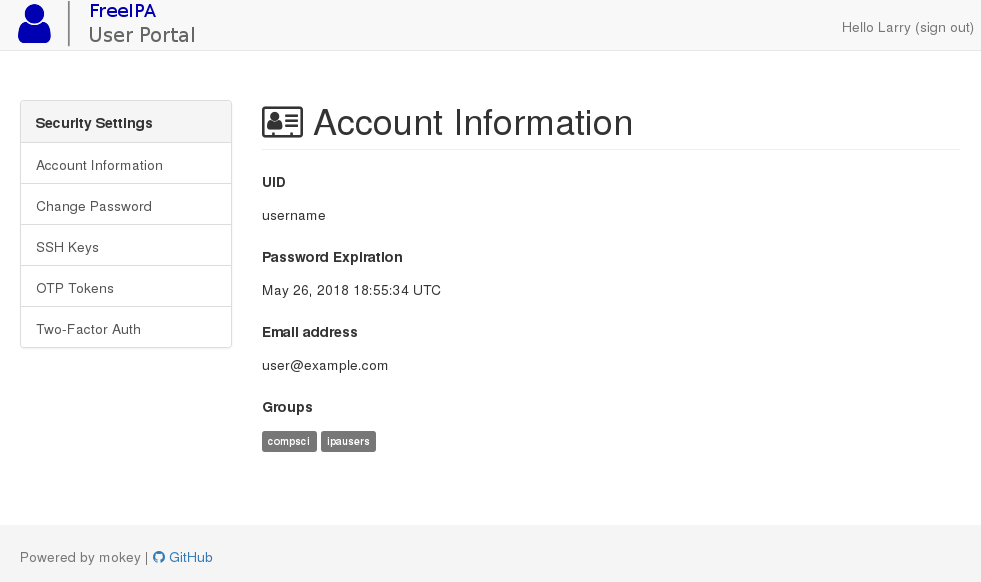 FreeIPA
User Portal
Hello Larry (sign out)
Security Settings
Account Information
Change Password
SSH Keys
OTP Tokens
Two-Factor Auth
Account Information
UID
username
Password Expiration
May 26, 2018 18:55:34 UTC
Email address
user@example.com
Groups
compsci ipausers
Powered by mokey | GitHub